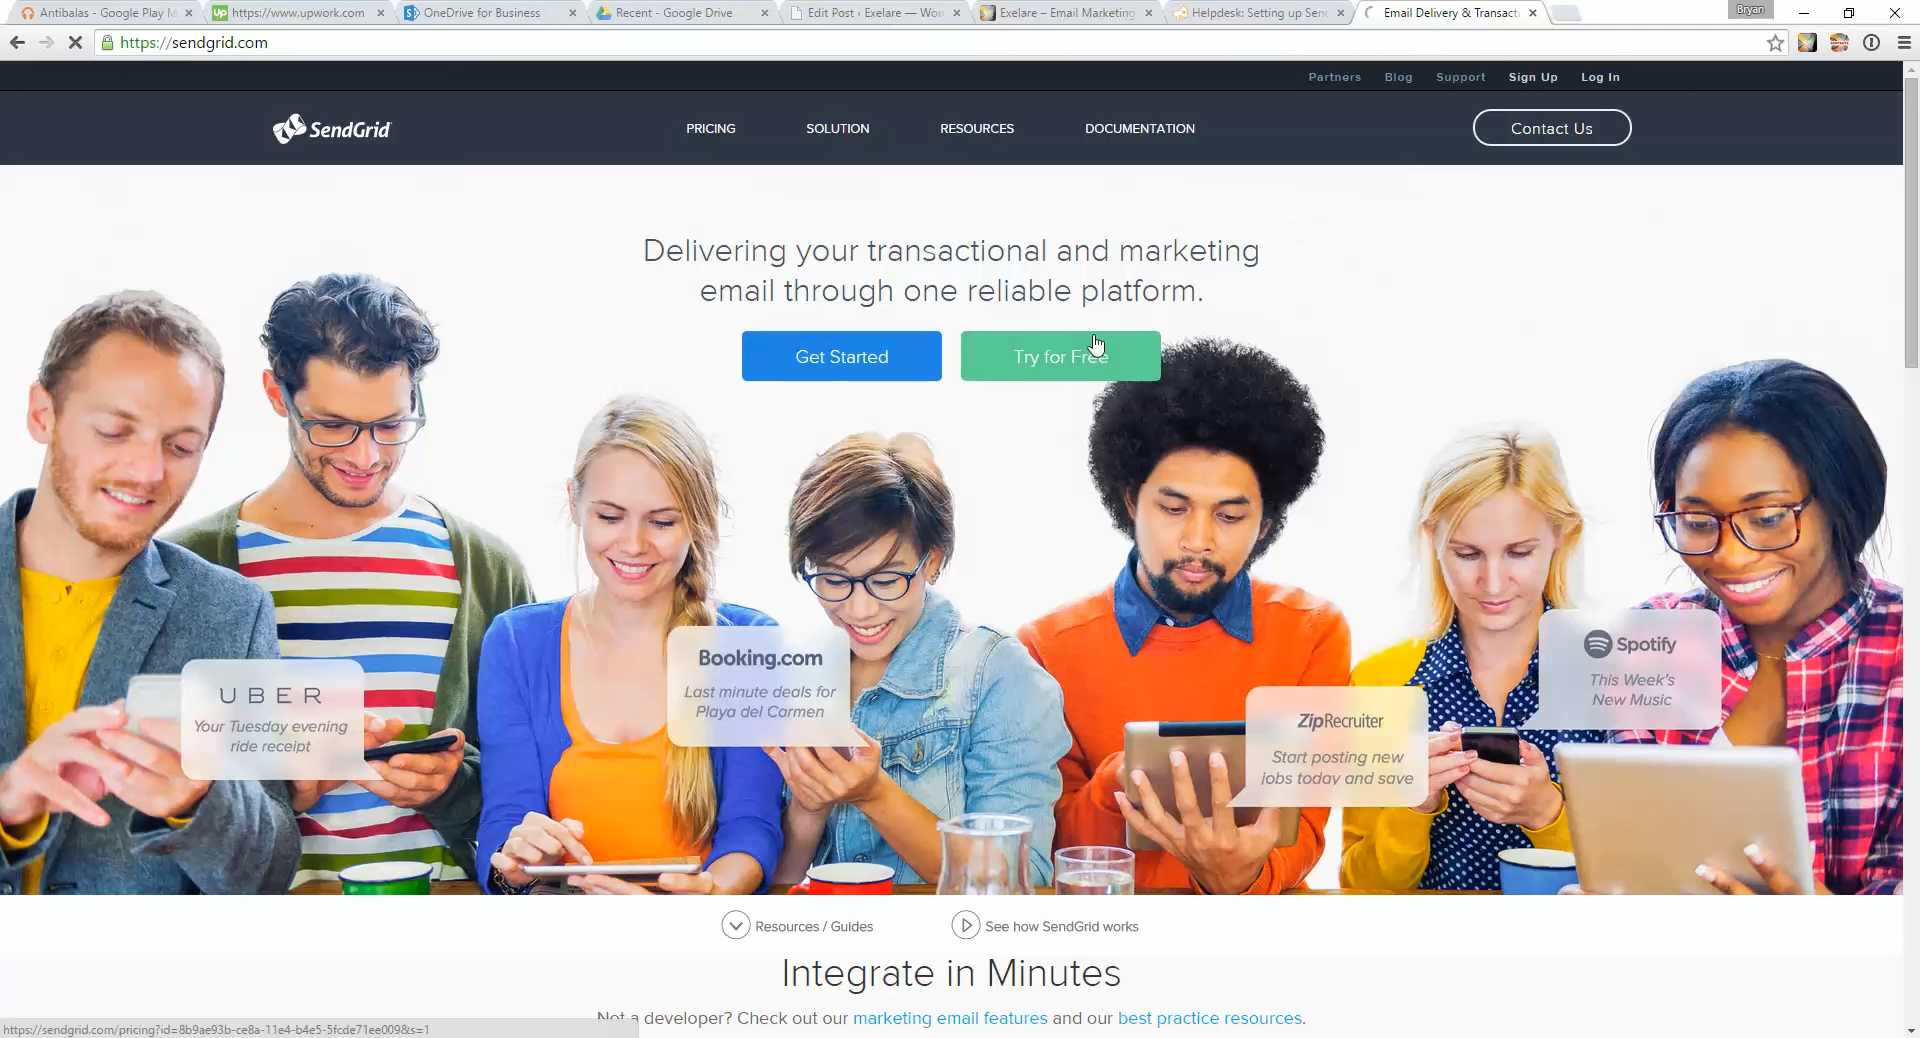 Antibalas - Google Play M
https://www.upwork.com
OneDrive for Business
Recent - Google Drive
Edit Post ‹ Exelare — Wor
Exelare – Email Marketing
Helpdesk: Setting up Sen
Email Delivery & Transact
Bryan
https://sendgrid.com
Partners Blog Support Sign Up Log In
SendGrid
PRICING SOLUTION RESOURCES DOCUMENTATION
Contact Us
Delivering your transactional and marketing
email through one reliable platform.
Get Started
Try for Free
UBER
Your Tuesday evening
ride receipt
Booking.com
Last minute deals for
Playa del Carmen
ZipRecruiter
Start posting new
jobs today and save
Spotify
This Week's
New Music
Resources / Guides
See how SendGrid works
Integrate in Minutes
Not a developer? Check out our marketing email features and our best practice resources.
https://sendgrid.com/pricing?id=8b9ae93b-ce8a-11e4-b4e5-5fcde71ee009&s=1